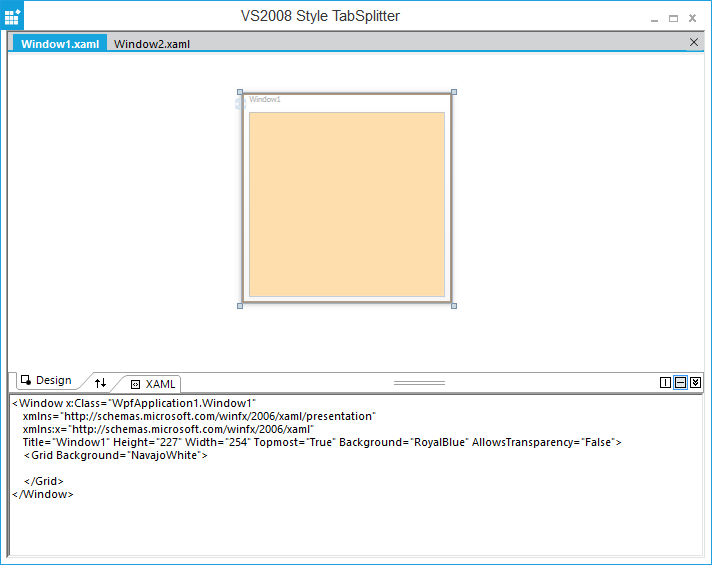 VS2008 Style TabSplitter
Window1.xaml Window2.xaml
Window1
Design XAML
<Window x:Class="WpfApplication1.Window1"
xmlns="http://schemas.microsoft.com/winfx/2006/xaml/presentation"
xmlns:x="http://schemas.microsoft.com/winfx/2006/xaml"
Title="Window1" Height="227" Width="254" Topmost="True" Background="RoyalBlue" AllowsTransparency="False">
<Grid Background="NavajoWhite">
</Grid>
</Window>